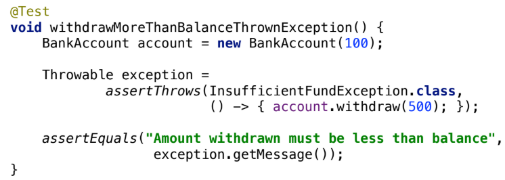 @Test
void withdrawMoreThanBalanceThrownException() {
    BankAccount account = new BankAccount(100);

    Throwable exception =
            assertThrows(InsufficientFundException.class,
                         () -> { account.withdraw(500); });

    assertEquals("Amount withdrawn must be less than balance",
                 exception.getMessage());
}